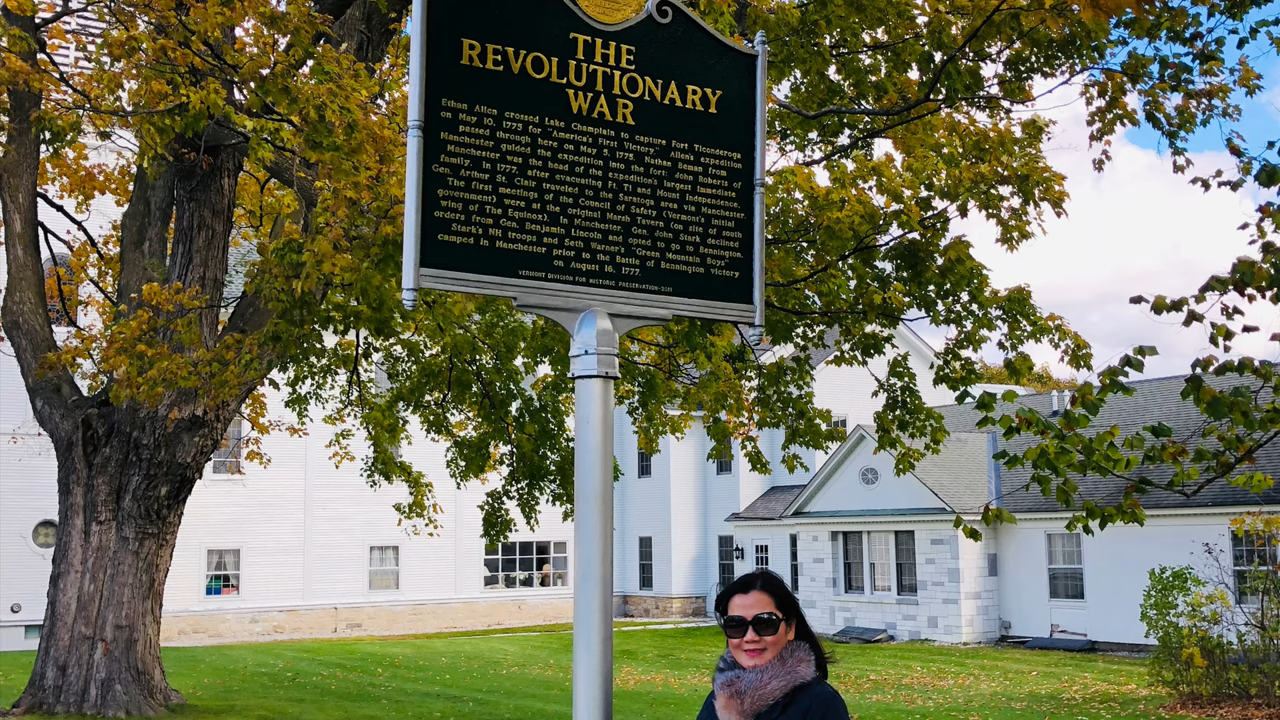 THE
REVOLUTIONARY
WAR
Ethan Allen crossed Lake Champlain to capture Fort Ticonderoga
on May 10, 1775 for "America's First Victory." Allen's expedition
passed through here on May 5, 1775. Nathan Beman from
Manchester guided the expedition into the fort; John Roberts of
Manchester was the head of the expedition's largest immediate
family. In 1777, after evacuating Ft. Ti and Mount Independence,
Gen. Arthur St. Clair traveled to the Saratoga area via Manchester.
The first meetings of the Council of Safety (Vermont's initial
government) were at the original Marsh Tavern (on site of south
wing of The Equinox). In Manchester, Gen. John Stark declined
orders from Gen. Benjamin Lincoln and opted to go to Bennington.
Stark's NH troops and Seth Warner's "Green Mountain Boys"
camped in Manchester prior to the Battle of Bennington victory
on August 16, 1777.
VERMONT DIVISION FOR HISTORIC PRESERVATION-2011